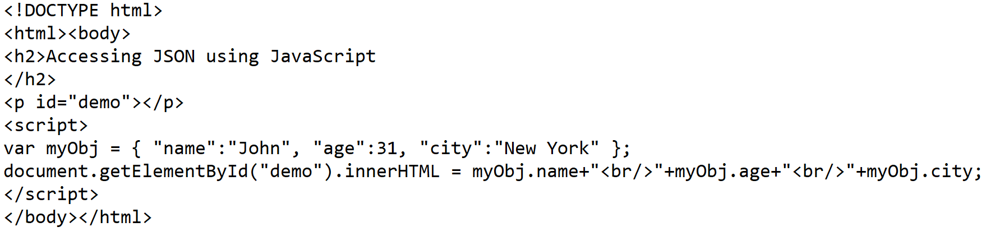 <!DOCTYPE html>
<html><body>
<h2>Accessing JSON using JavaScript
</h2>
<p id="demo"></p>
<script>
var myObj = { "name":"John", "age":31, "city":"New York" };
document.getElementById("demo").innerHTML = myObj.name+"<br/>"+myObj.age+"<br/>"+myObj.city;
</script>
</body></html>